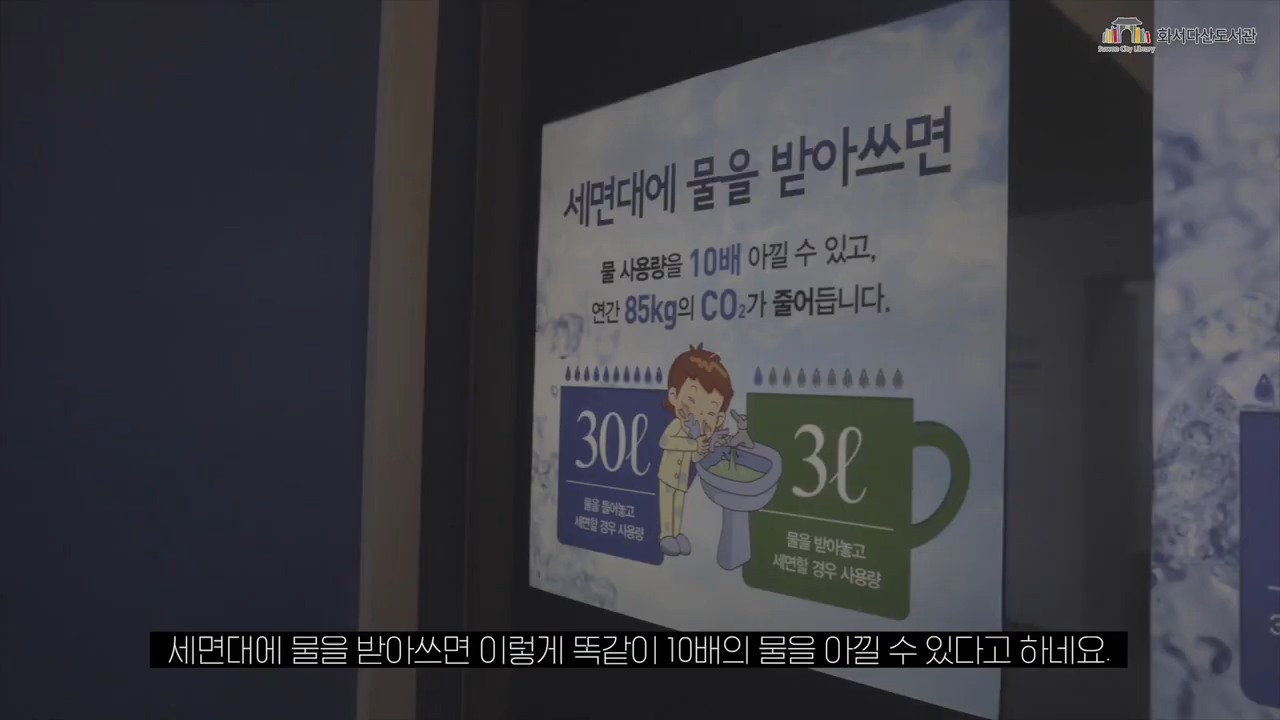 화서다산도서관
Suwon City Library
세면대에 물을 받아쓰면
물 사용량을 10배 아낄 수 있고,
연간 85kg의 CO₂가 줄어듭니다.
30ℓ
물을 틀어놓고
세면할 경우 사용량
3ℓ
물을 받아놓고
세면할 경우 사용량
세면대에 물을 받아쓰면 이렇게 똑같이 10배의 물을 아낄 수 있다고 하네요.